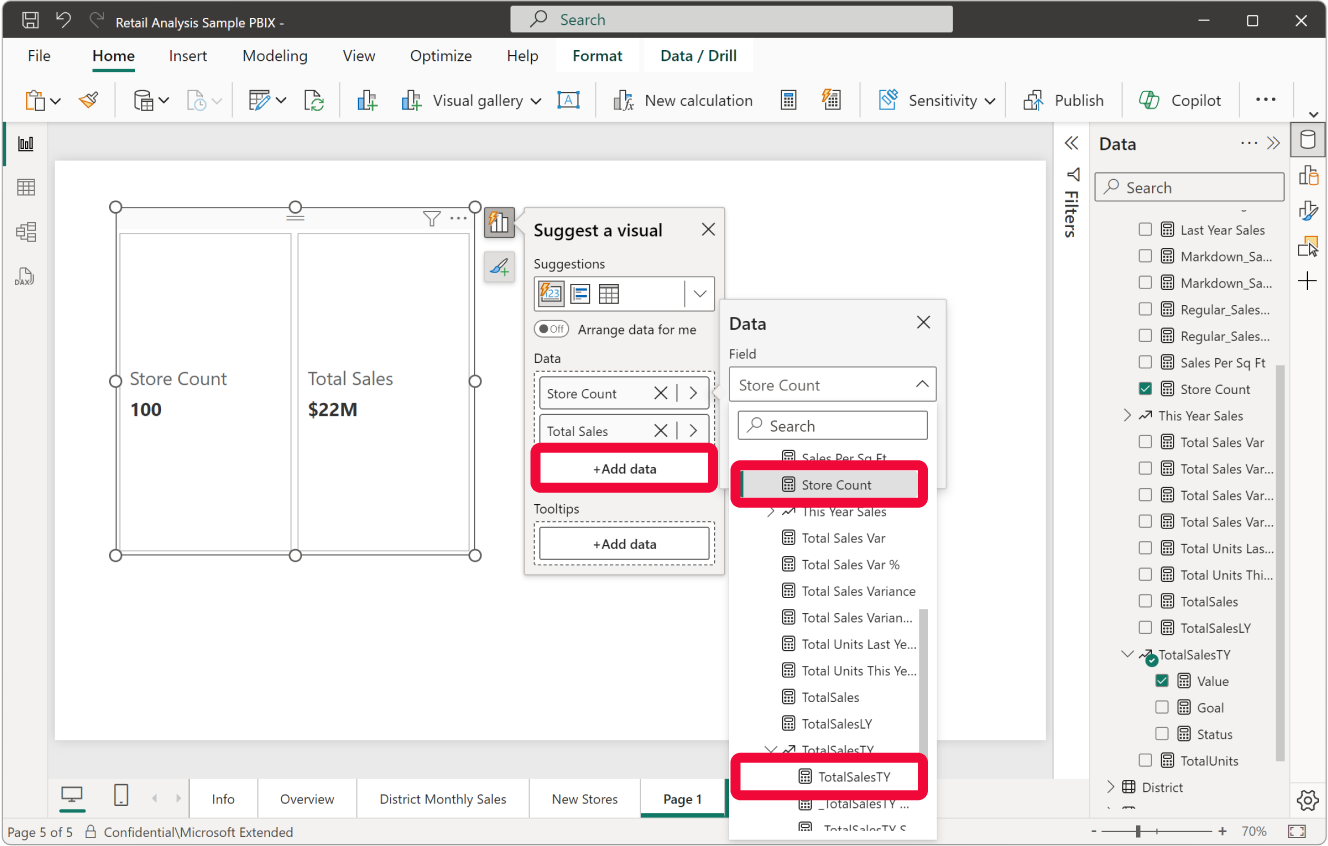 Retail Analysis Sample PBIX -
Search
File Home Insert Modeling View Optimize Help Format Data / Drill
Visual gallery New calculation Sensitivity Publish Copilot
Store Count
100
Total Sales
$22M
Suggest a visual
Suggestions
123
Off Arrange data for me
Data
Store Count
Total Sales
+Add data
Tooltips
+Add data
Data
Field
Store Count
Search
Sales Per Sq Ft
Store Count
This Year Sales
Total Sales Var
Total Sales Var %
Total Sales Variance
Total Sales Varian...
Total Units Last Ye...
Total Units This Ye...
TotalSales
TotalSalesLY
TotalSalesTY
TotalSalesTY
_TotalSalesTY ...
_TotalSalesTY S
Filters
Data
Search
Last Year Sales
Markdown_Sa...
Markdown_Sa...
Regular_Sales...
Regular_Sales...
Sales Per Sq Ft
Store Count
This Year Sales
Total Sales Var
Total Sales Var...
Total Sales Var...
Total Sales Var...
Total Units Las...
Total Units Thi...
TotalSales
TotalSalesLY
TotalSalesTY
Value
Goal
Status
TotalUnits
District
DAX
Info Overview District Monthly Sales New Stores Page 1
Page 5 of 5 Confidential\Microsoft Extended
- + 70%